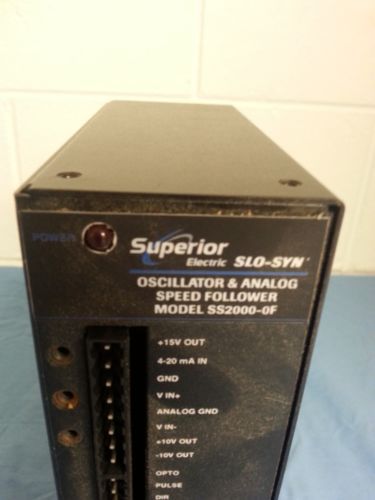 POWER
Superior
Electric SLO-SYN
OSCILLATOR & ANALOG
SPEED FOLLOWER
MODEL SS2000-0F
+15V OUT
4-20 mA IN
GND
V IN+
ANALOG GND
V IN-
+10V OUT
-10V OUT
OPTO
PULSE
DIR